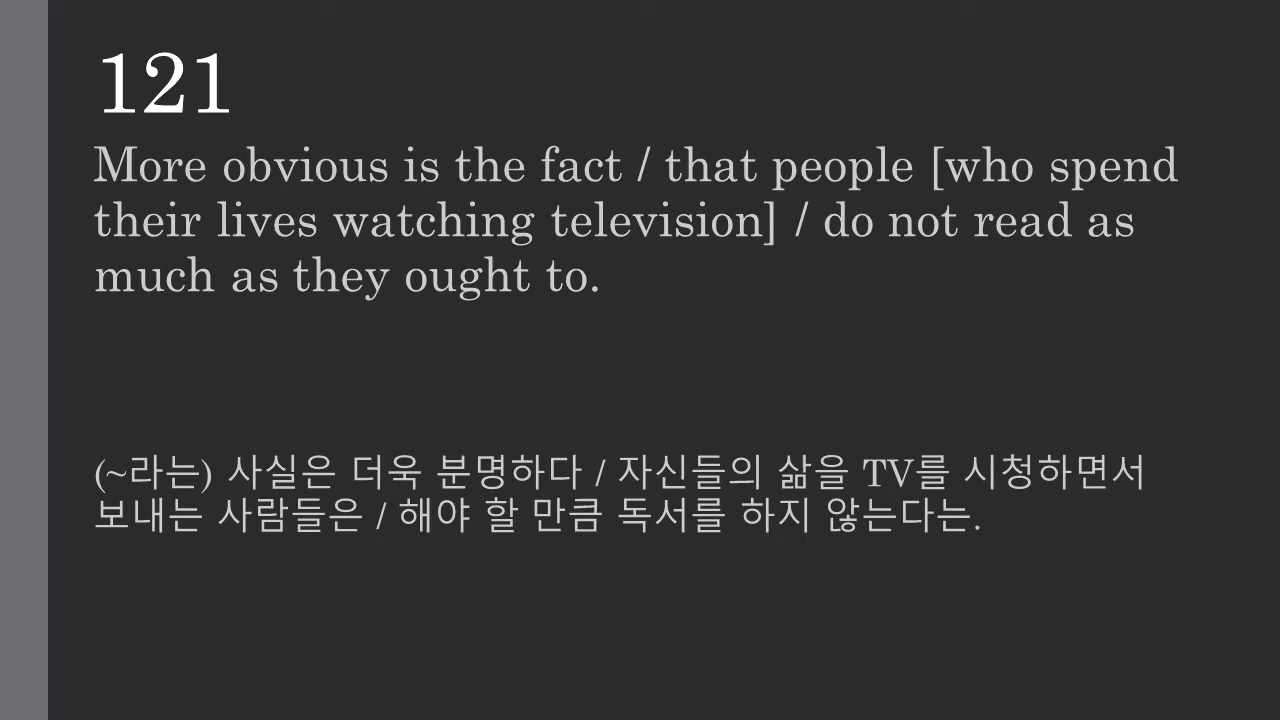 121
More obvious is the fact / that people [who spend
their lives watching television] / do not read as
much as they ought to.
(~라는) 사실은 더욱 분명하다 / 자신들의 삶을 TV를 시청하면서
보내는 사람들은 / 해야 할 만큼 독서를 하지 않는다는.